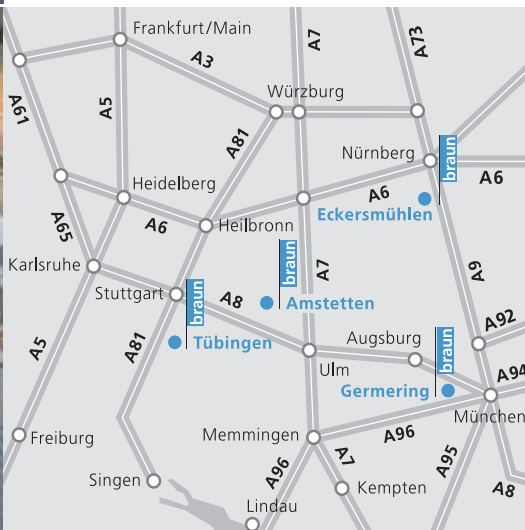 Frankfurt/Main
A7
A73
A3
A61
A5
Würzburg
A81
Nürnberg
braun
A6
Heidelberg
A6
A65
A6
Heilbronn
Eckersmühlen
Karlsruhe
braun
A7
A9
Stuttgart
braun
A8
Amstetten
A92
A5
A81
Tübingen
Augsburg
braun
Ulm
A94
Germering
München
Freiburg
Memmingen
A96
A95
Singen
A96
A7
Kempten
A8
Lindau